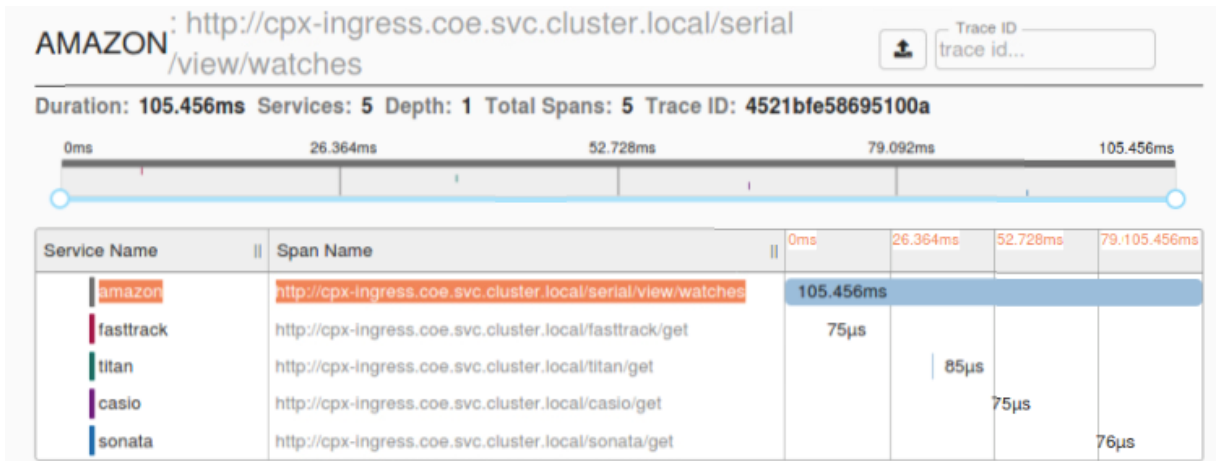 AMAZON : http://cpx-ingress.coe.svc.cluster.local/serial
/view/watches
Trace ID
trace id...
Duration: 105.456ms Services: 5 Depth: 1 Total Spans: 5 Trace ID: 4521bfe58695100a
0ms 26.364ms 52.728ms 79.092ms 105.456ms
Service Name || Span Name || 0ms 26.364ms 52.728ms 79.105.456ms
amazon http://cpx-ingress.coe.svc.cluster.local/serial/view/watches 105.456ms
fasttrack http://cpx-ingress.coe.svc.cluster.local/fasttrack/get 75μs
titan http://cpx-ingress.coe.svc.cluster.local/titan/get 85μs
casio http://cpx-ingress.coe.svc.cluster.local/casio/get 75μs
sonata http://cpx-ingress.coe.svc.cluster.local/sonata/get 76μs